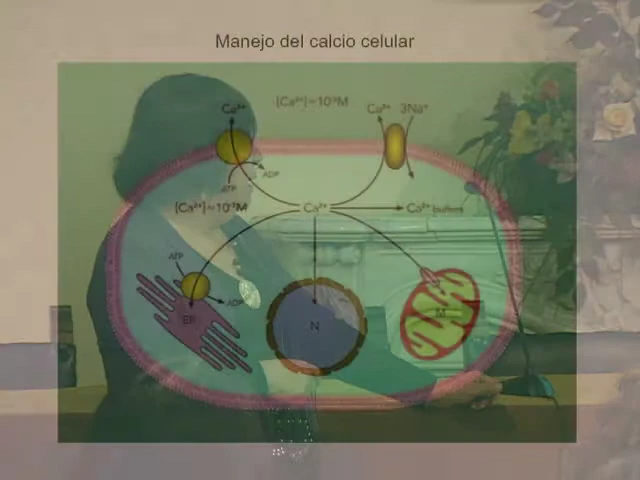 Manejo del calcio celular
Ca²⁺ [Ca²⁺]≈10⁻³M Ca²⁺ 3Na⁺
ATP ADP
[Ca²⁺]≈10⁻⁷M Ca²⁺ Ca²⁺ buffers
ATP
ADP
ER N M